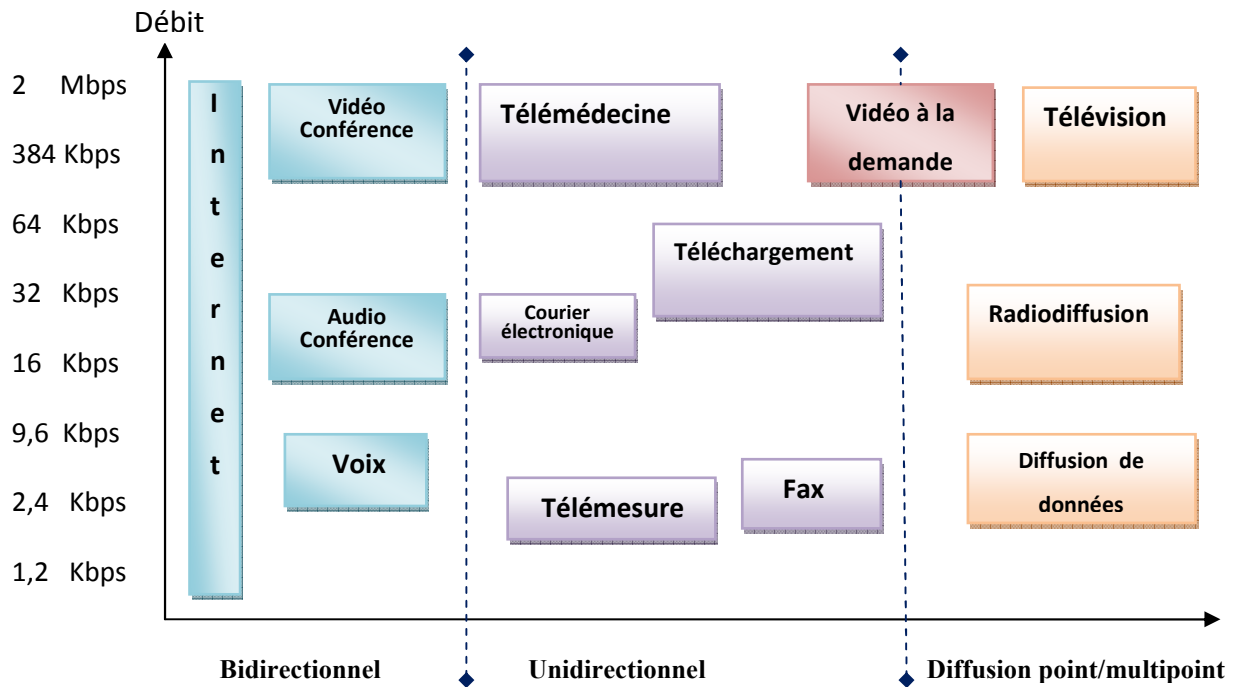 Débit
2 Mbps
384 Kbps
64 Kbps
32 Kbps
16 Kbps
9,6 Kbps
2,4 Kbps
1,2 Kbps
Internet
Vidéo
Conférence
Audio
Conférence
Voix
Télémédecine
Téléchargement
Courier
électronique
Télémesure
Fax
Vidéo à la
demande
Télévision
Radiodiffusion
Diffusion de
données
Bidirectionnel
Unidirectionnel
Diffusion point/multipoint